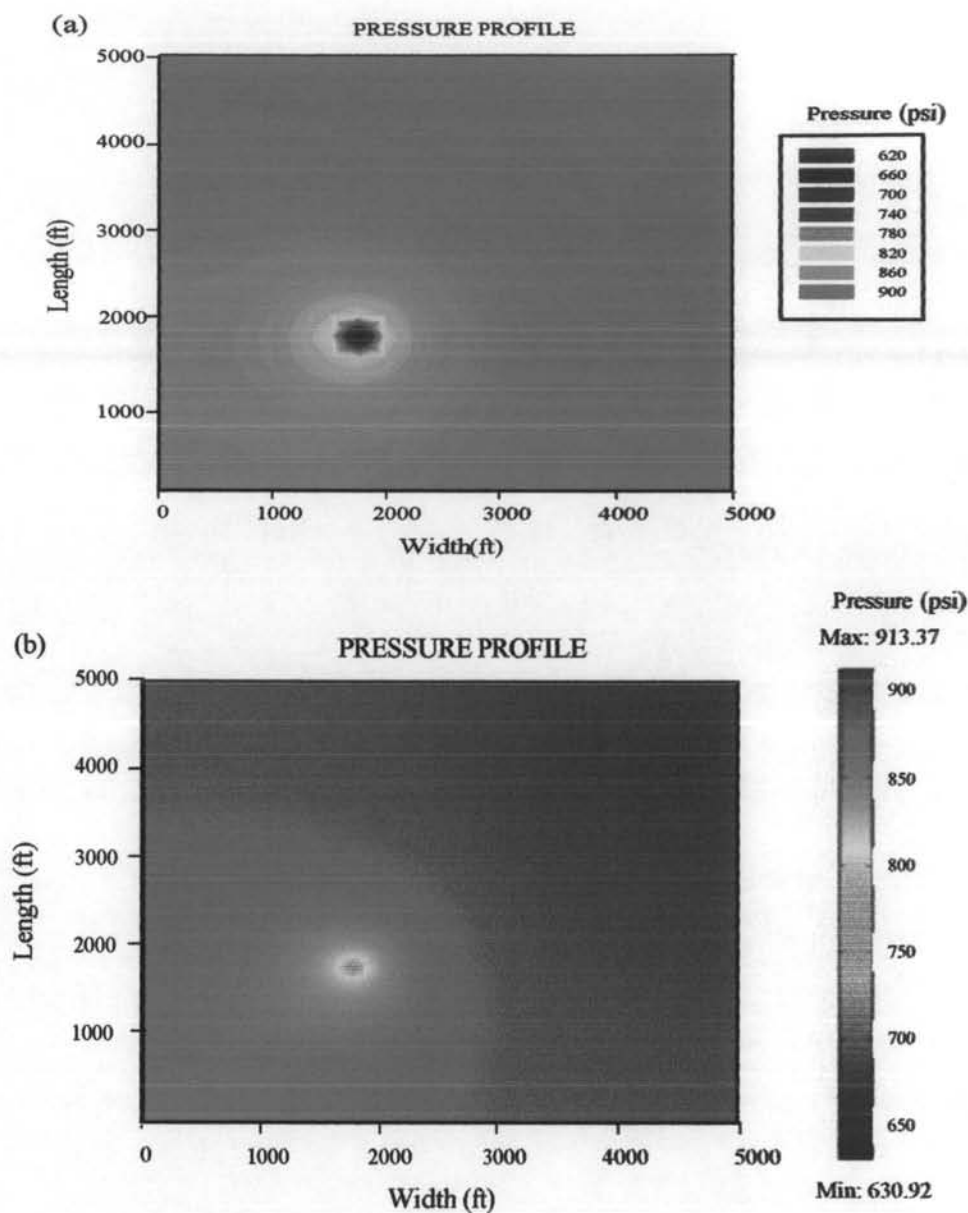 (a)
PRESSURE PROFILE
5000
4000
3000
2000
1000
Length (ft)
0 1000 2000 3000 4000 5000
Width(ft)
Pressure (psi)
620
660
700
740
780
820
860
900
(b)
PRESSURE PROFILE
5000
4000
3000
2000
1000
Length (ft)
0 1000 2000 3000 4000 5000
Width (ft)
Pressure (psi)
Max: 913.37
900
850
800
750
700
650
Min: 630.92